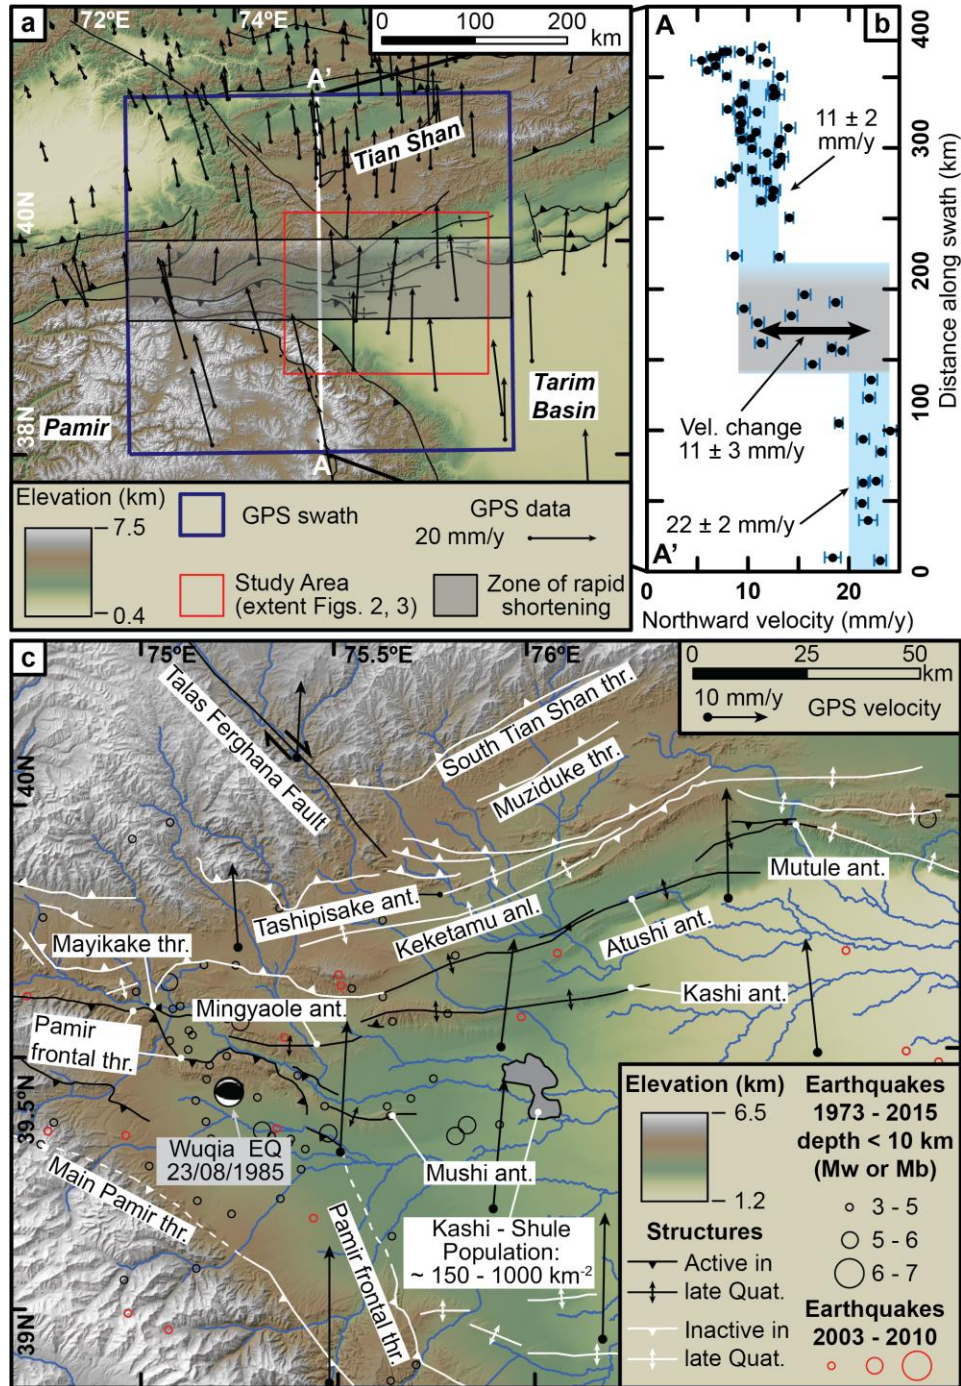 a
72ºE
74ºE
0
100
200
km
A'
Tian Shan
40N
38N
Pamir
Tarim
Basin
A
Elevation (km)
7.5
0.4
GPS swath
GPS data
20 mm/y
Study Area
(extent Figs. 2, 3)
Zone of rapid
shortening
A
b
11 ± 2
mm/y
Vel. change
11 ± 3 mm/y
22 ± 2 mm/y
A'
0
10
20
Northward velocity (mm/y)
400
300
200
100
0
Distance along swath (km)
c
75ºE
75.5ºE
76ºE
0
25
50
km
10 mm/y
GPS velocity
40N
39.5N
39N
Talas Ferghana Fault
South Tian Shan thr.
Muziduke thr.
Mutule ant.
Tashipisake ant.
Keketamu anl.
Atushi ant.
Mayikake thr.
Mingyaole ant.
Kashi ant.
Pamir
frontal thr.
Wuqia EQ
23/08/1985
Mushi ant.
Main Pamir thr.
Pamir frontal thr.
Kashi - Shule
Population:
~ 150 - 1000 km-2
Elevation (km)
6.5
1.2
Structures
Active in
late Quat.
Inactive in
late Quat.
Earthquakes
1973 - 2015
depth < 10 km
(Mw or Mb)
3 - 5
5 - 6
6 - 7
Earthquakes
2003 - 2010